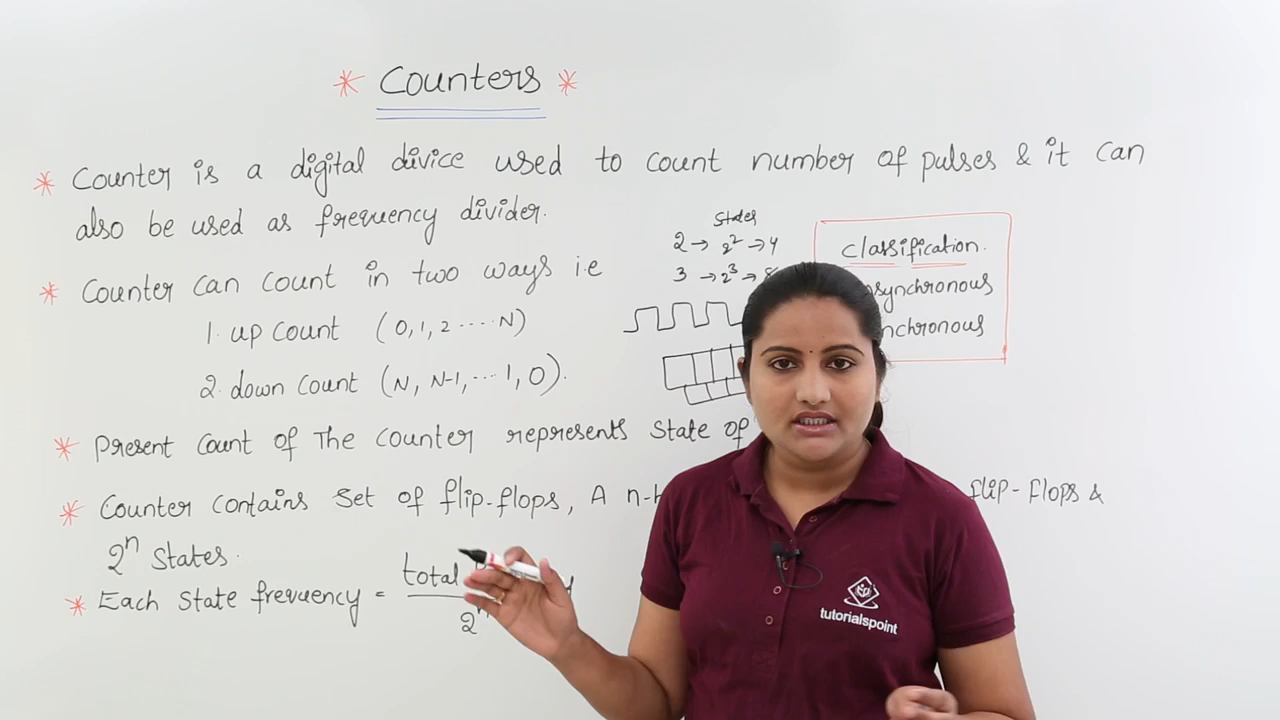 * Counters *
* Counter is a digital divice used to count number of pulses & it can
also be used as frequency divider.
States
2 → 2² → 4
3 → 2³ →
classification.
synchronous
nchronous
* Counter can count in two ways i.e
1. up count (0, 1, 2 ..... N)
2. down count (N, N-1, ... 1, 0).
* Present count of The counter represents State of
* Counter contains Set of flip-flops, A n- flip-flops &
2ⁿ States.
* Each State frequency = total
2ⁿ
tutorialspoint